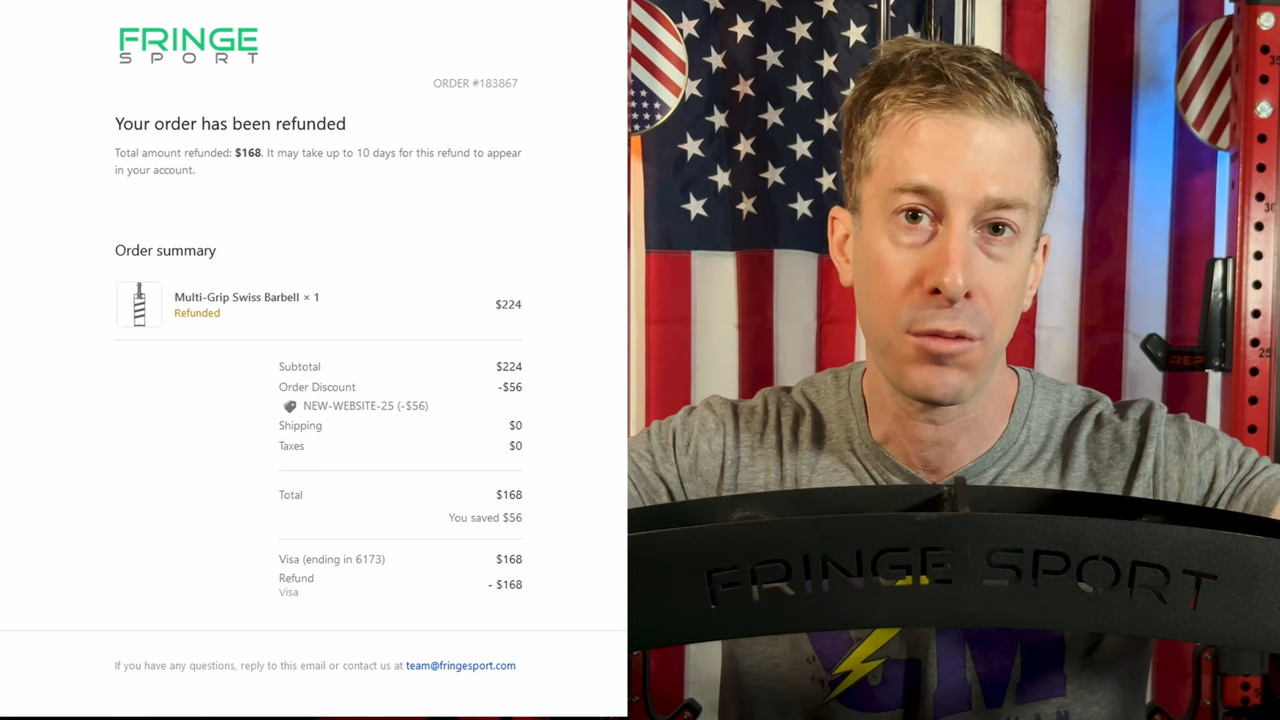 FRINGE
SPORT
ORDER #183867
Your order has been refunded
Total amount refunded: $168. It may take up to 10 days for this refund to appear
in your account.
Order summary
Multi-Grip Swiss Barbell × 1
$224
Refunded
Subtotal $224
Order Discount -$56
NEW-WEBSITE-25 (-$56)
Shipping $0
Taxes $0
Total $168
You saved $56
Visa (ending in 6173) $168
Refund
- $168
Visa
If you have any questions, reply to this email or contact us at team@fringesport.com
35
25
REP
FRINGE SPORT